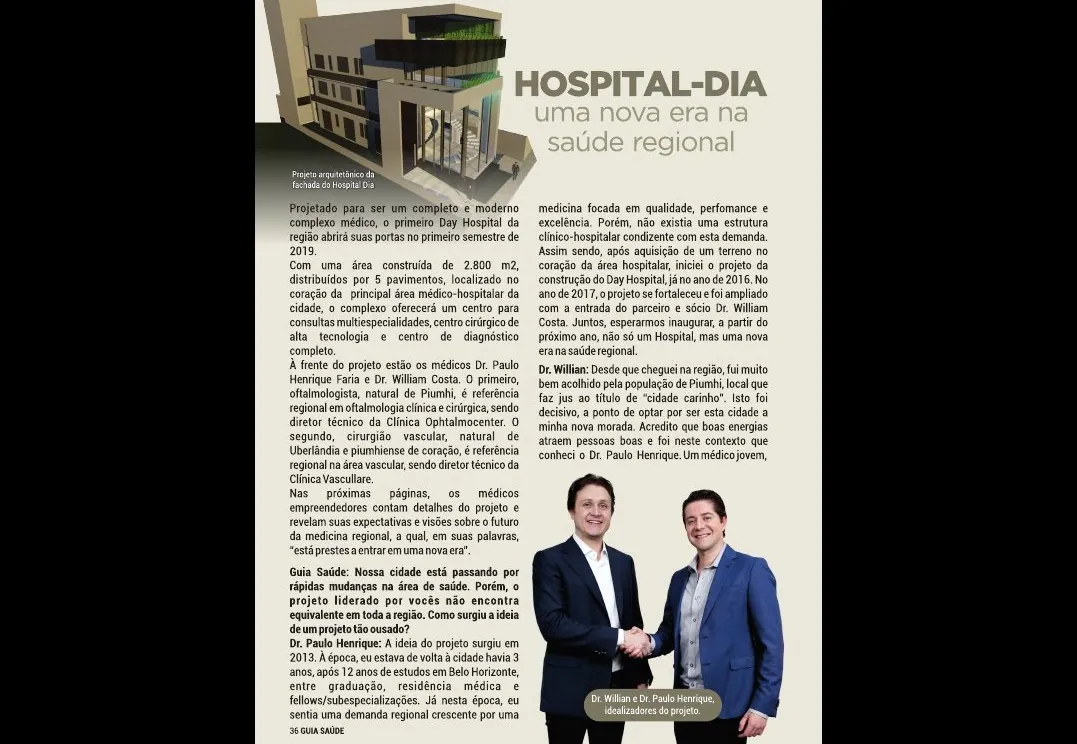 HOSPITAL-DIA
uma nova era na
saúde regional
Projeto arquitetônico da
fachada do Hospital Dia
Projetado para ser um completo e moderno
complexo médico, o primeiro Day Hospital da
região abrirá suas portas no primeiro semestre de
2019.
Com uma área construída de 2.800 m2,
distribuídos por 5 pavimentos, localizado no
coração da principal área médico-hospitalar da
cidade, o complexo oferecerá um centro para
consultas multiespecialidades, centro cirúrgico de
alta tecnologia e centro de diagnóstico
completo.
À frente do projeto estão os médicos Dr. Paulo
Henrique Faria e Dr. William Costa. O primeiro,
oftalmologista, natural de Piumhi, é referência
regional em oftalmologia clínica e cirúrgica, sendo
diretor técnico da Clínica Ophtalmocenter. O
segundo, cirurgião vascular, natural de
Uberlândia e piumhiense de coração, é referência
regional na área vascular, sendo diretor técnico da
Clínica Vascullare.
Nas próximas páginas, os médicos
empreendedores contam detalhes do projeto e
revelam suas expectativas e visões sobre o futuro
da medicina regional, a qual, em suas palavras,
“está prestes a entrar em uma nova era”.
Guia Saúde: Nossa cidade está passando por
rápidas mudanças na área de saúde. Porém, o
projeto liderado por vocês não encontra
equivalente em toda a região. Como surgiu a ideia
de um projeto tão ousado?
Dr. Paulo Henrique: A ideia do projeto surgiu em
2013. À época, eu estava de volta à cidade havia 3
anos, após 12 anos de estudos em Belo Horizonte,
entre graduação, residência médica e
fellows/subespecializações. Já nesta época, eu
sentia uma demanda regional crescente por uma
medicina focada em qualidade, perfomance e
excelência. Porém, não existia uma estrutura
clínico-hospitalar condizente com esta demanda.
Assim sendo, após aquisição de um terreno no
coração da área hospitalar, iniciei o projeto da
construção do Day Hospital, já no ano de 2016. No
ano de 2017, o projeto se fortaleceu e foi ampliado
com a entrada do parceiro e sócio Dr. William
Costa. Juntos, esperarmos inaugurar, a partir do
próximo ano, não só um Hospital, mas uma nova
era na saúde regional.
Dr. Willian: Desde que cheguei na região, fui muito
bem acolhido pela população de Piumhi, local que
faz jus ao título de “cidade carinho”. Isto foi
decisivo, a ponto de optar por ser esta cidade a
minha nova morada. Acredito que boas energias
atraem pessoas boas e foi neste contexto que
conheci o Dr. Paulo Henrique. Um médico jovem,
Dr. Willian e Dr. Paulo Henrique,
idealizadores do projeto.
36 GUIA SAÚDE